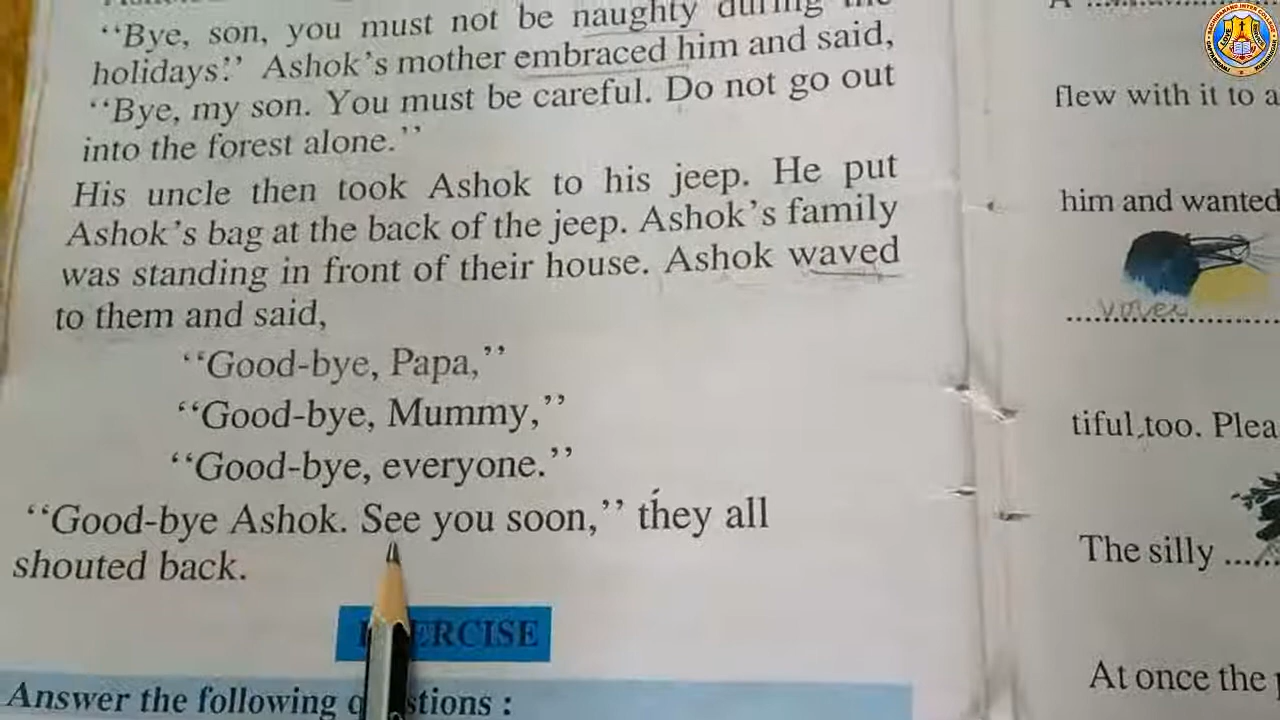 “Bye, son, you must not be naughty during the
holidays.” Ashok’s mother embraced him and said,
“Bye, my son. You must be careful. Do not go out
into the forest alone.”
His uncle then took Ashok to his jeep. He put
Ashok’s bag at the back of the jeep. Ashok’s family
was standing in front of their house. Ashok waved
to them and said,
“Good-bye, Papa,”
“Good-bye, Mummy,”
“Good-bye, everyone.”
“Good-bye Ashok. See you soon,” they all
shouted back.
EXERCISE
Answer the following questions :
flew with it to a
him and wanted
tiful, too. Plea
The silly ......
At once the